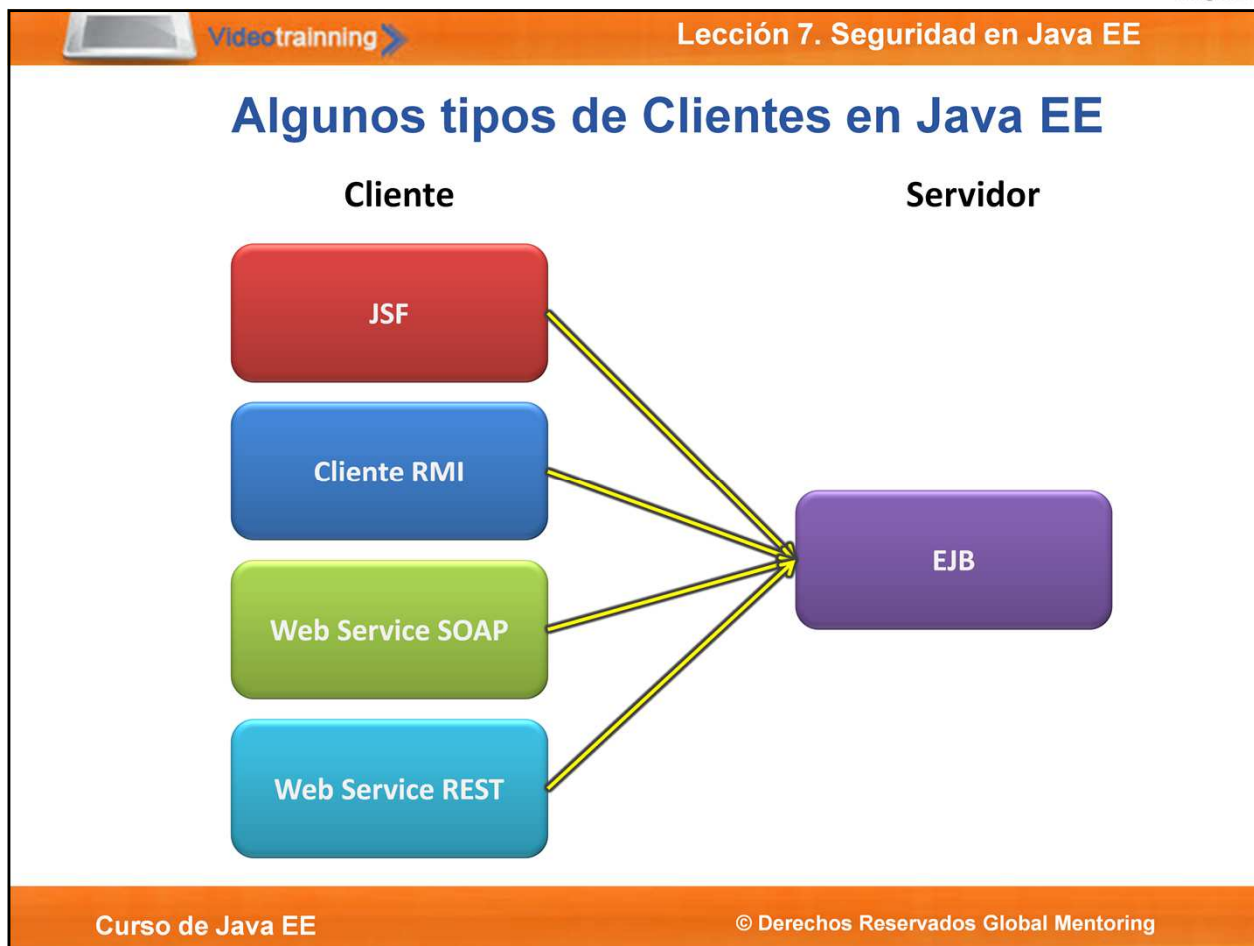 Videotrainning
Lección 7. Seguridad en Java EE
Algunos tipos de Clientes en Java EE
Cliente
Servidor
JSF
Cliente RMI
EJB
Web Service SOAP
Web Service REST
Curso de Java EE
© Derechos Reservados Global Mentoring